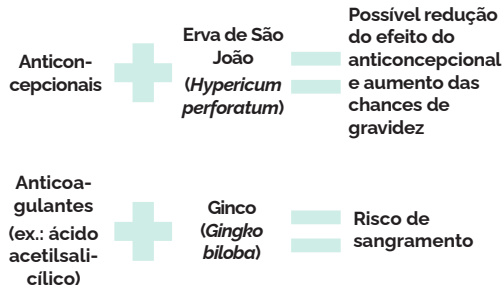 Anticon-
cepcionais
Erva de São
João
(Hypericum
perforatum)
Possível redução
do efeito do
anticoncepcional
e aumento das
chances de
gravidez
Anticoa-
gulantes
(ex.: ácido
acetilsali-
cílico)
Ginco
(Gingko
biloba)
Risco de
sangramento